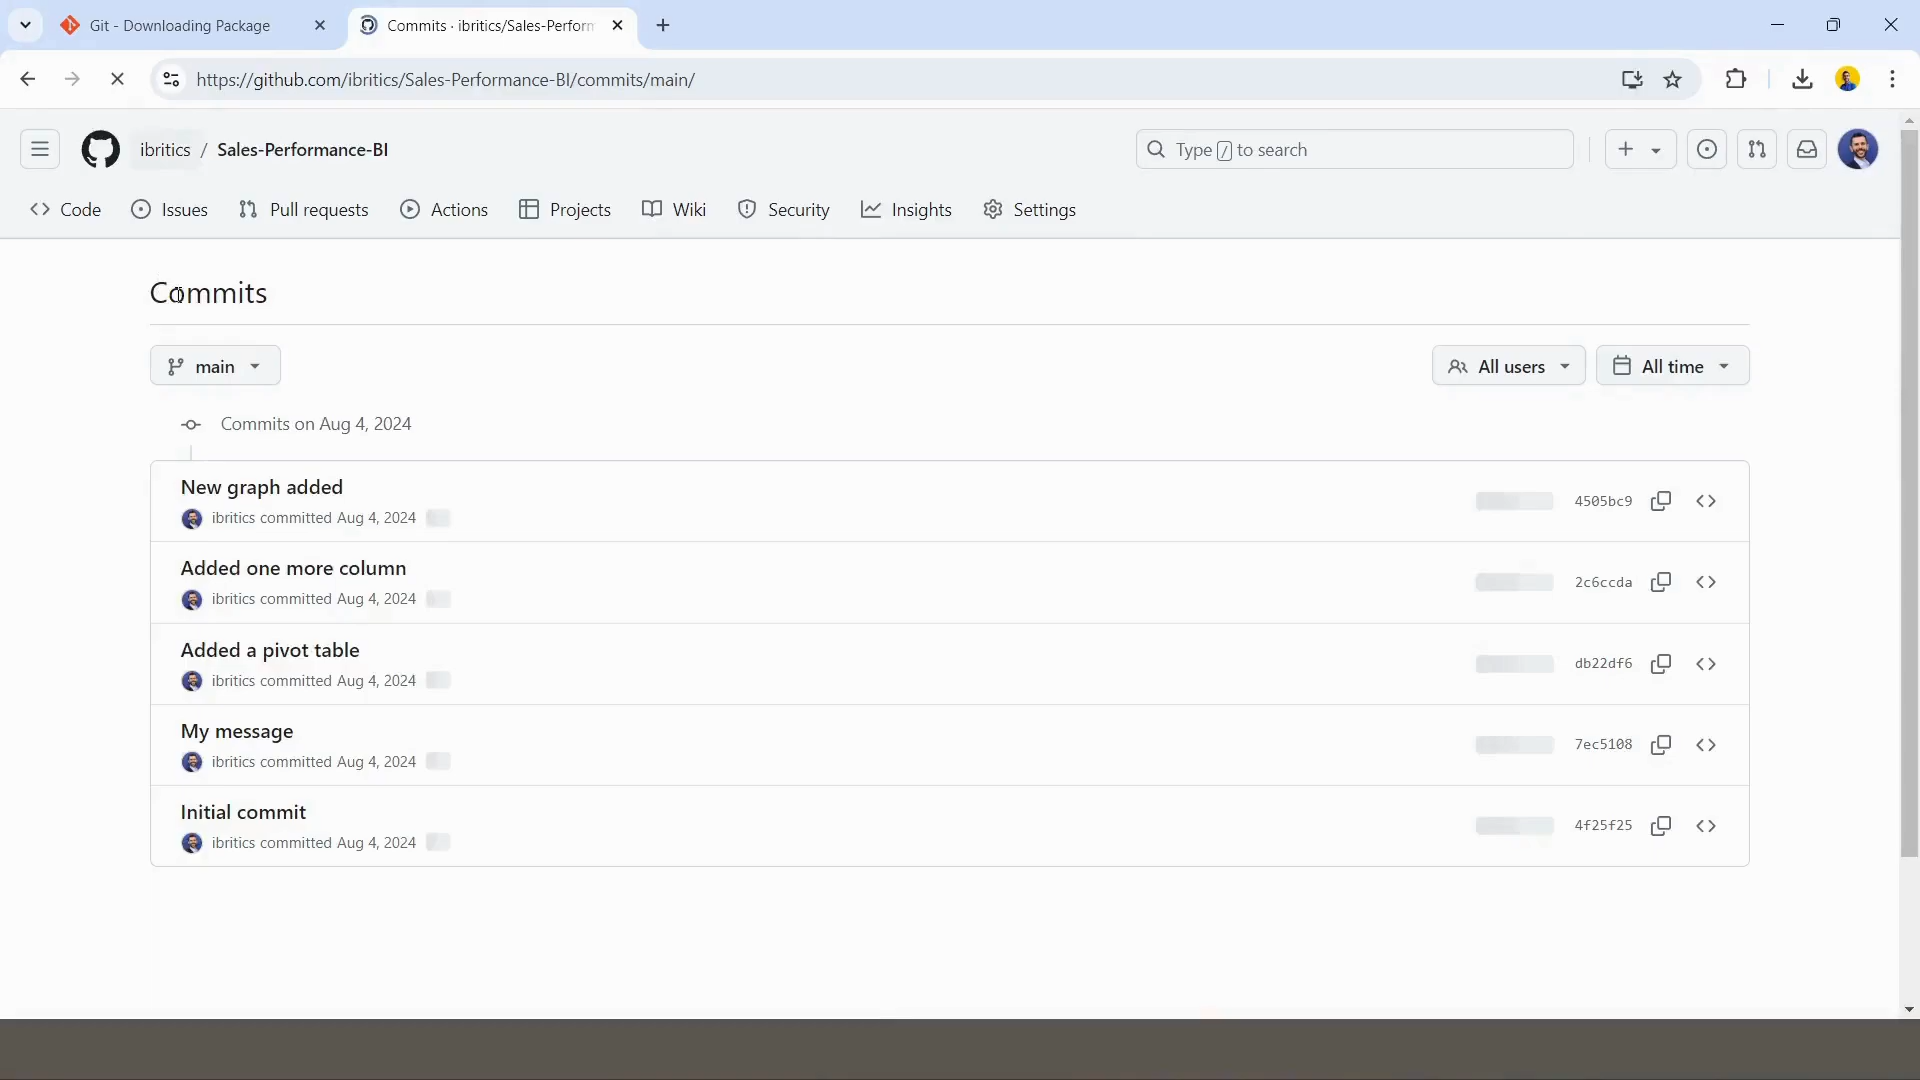 Git - Downloading Package
Commits · ibritics/Sales-Perform
https://github.com/ibritics/Sales-Performance-BI/commits/main/
ibritics / Sales-Performance-BI
Type / to search
Code
Issues
Pull requests
Actions
Projects
Wiki
Security
Insights
Settings
Commits
main
All users
All time
Commits on Aug 4, 2024
New graph added
ibritics committed Aug 4, 2024
4505bc9
Added one more column
ibritics committed Aug 4, 2024
2c6ccda
Added a pivot table
ibritics committed Aug 4, 2024
db22df6
My message
ibritics committed Aug 4, 2024
7ec5108
Initial commit
ibritics committed Aug 4, 2024
4f25f25